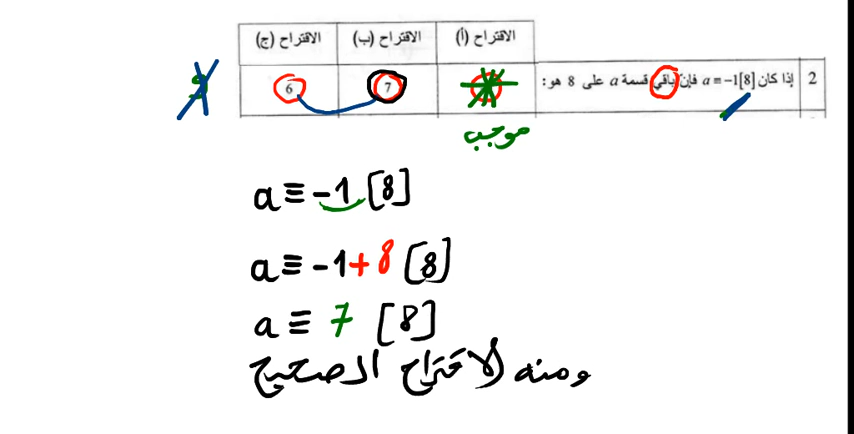 الاقتراح (أ) الاقتراح (ب) الاقتراح (ج)
2 إذا كان a≡−1[8] فإن باقي قسمة a على 8 هو: 7 6
موجب
a ≡ -1 [8]
a ≡ -1+8 [8]
a ≡ 7 [8]
ومنه الاقتراح الصحيح